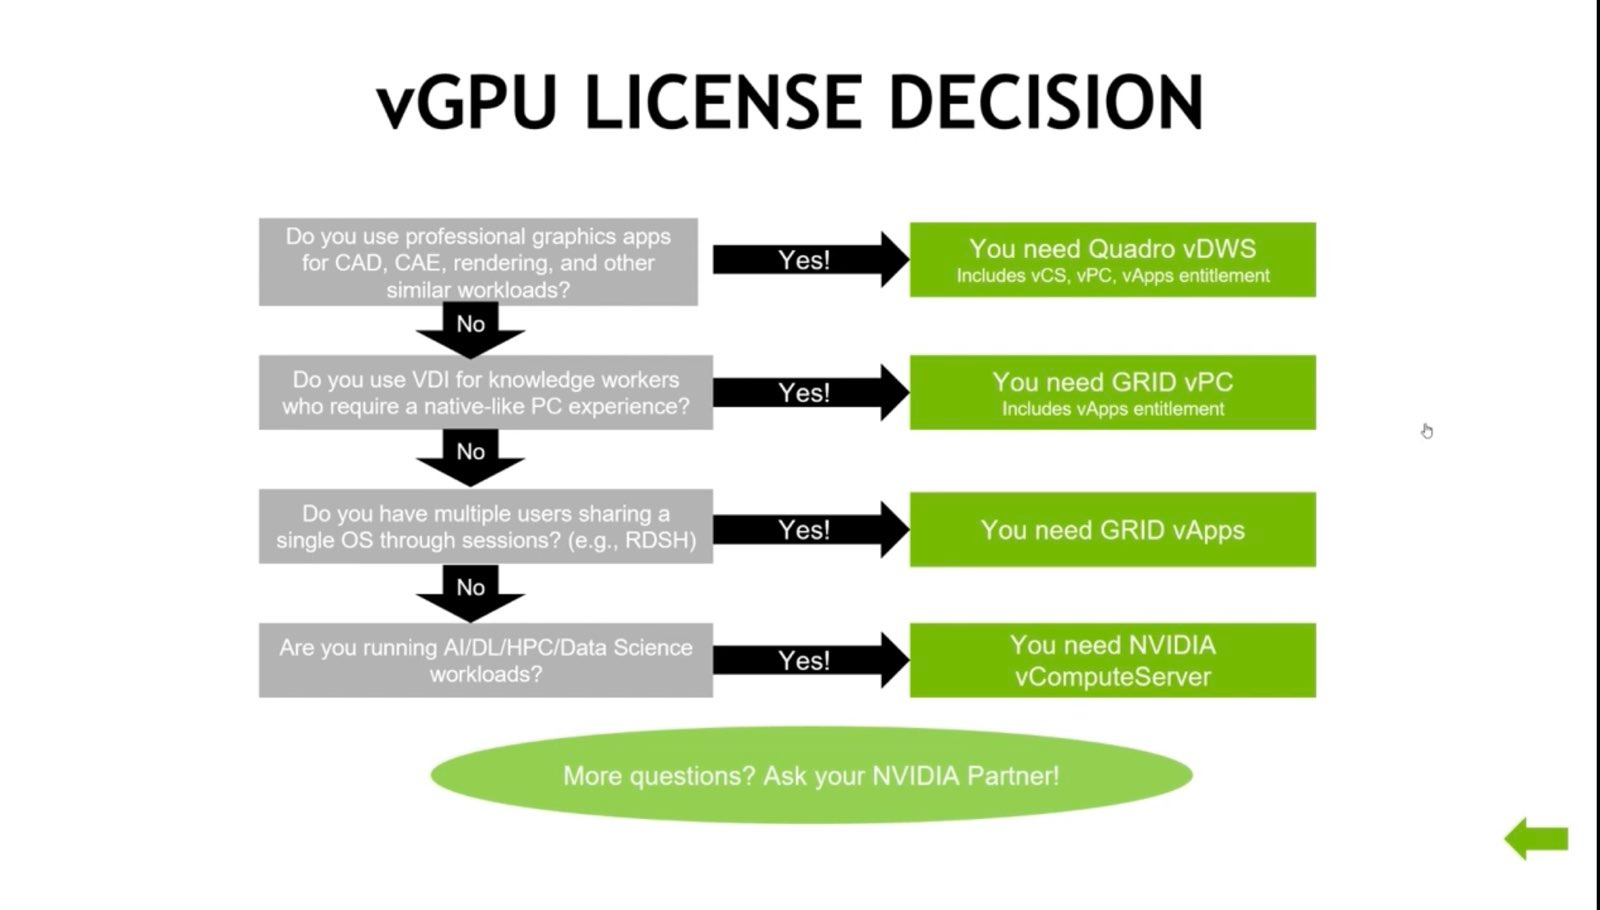 vGPU LICENSE DECISION
Do you use professional graphics apps
for CAD, CAE, rendering, and other
similar workloads?
Yes!
You need Quadro vDWS
Includes vCS, vPC, vApps entitlement
No
Do you use VDI for knowledge workers
who require a native-like PC experience?
Yes!
You need GRID vPC
Includes vApps entitlement
No
Do you have multiple users sharing a
single OS through sessions? (e.g., RDSH)
Yes!
You need GRID vApps
No
Are you running AI/DL/HPC/Data Science
workloads?
Yes!
You need NVIDIA
vComputeServer
More questions? Ask your NVIDIA Partner!